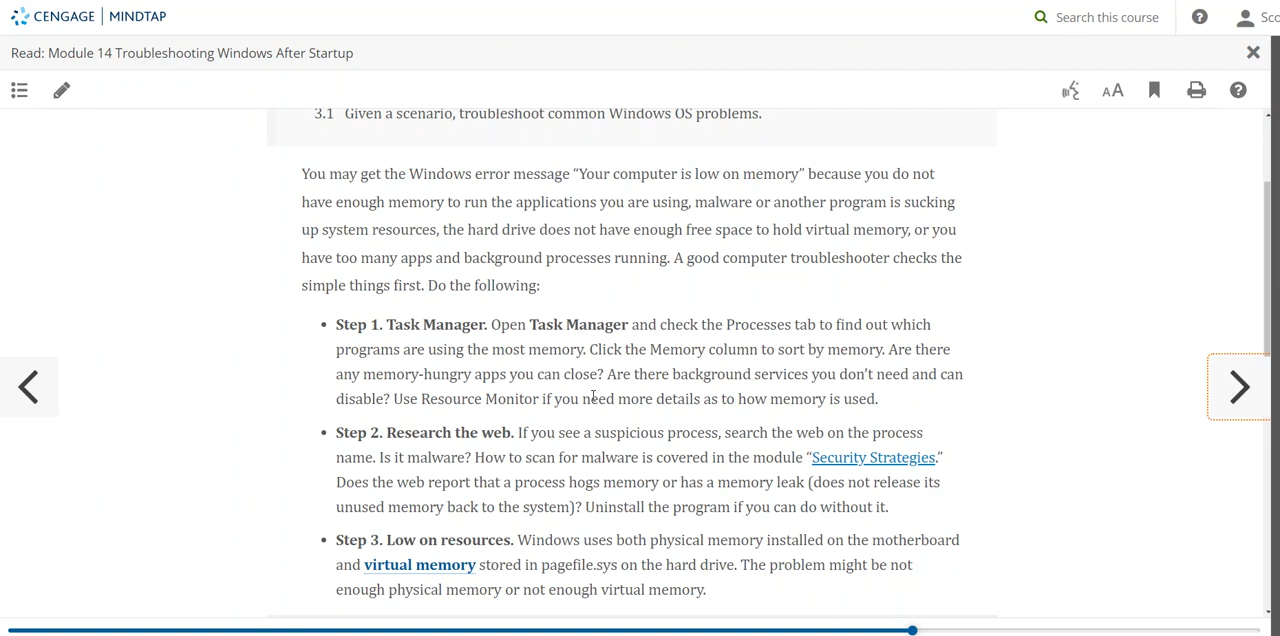 CENGAGE | MINDTAP
Search this course
Sco
Read: Module 14 Troubleshooting Windows After Startup
AA
3.1 Given a scenario, troubleshoot common Windows OS problems.
You may get the Windows error message “Your computer is low on memory” because you do not
have enough memory to run the applications you are using, malware or another program is sucking
up system resources, the hard drive does not have enough free space to hold virtual memory, or you
have too many apps and background processes running. A good computer troubleshooter checks the
simple things first. Do the following:
• Step 1. Task Manager. Open Task Manager and check the Processes tab to find out which
programs are using the most memory. Click the Memory column to sort by memory. Are there
any memory-hungry apps you can close? Are there background services you don’t need and can
disable? Use Resource Monitor if you need more details as to how memory is used.
• Step 2. Research the web. If you see a suspicious process, search the web on the process
name. Is it malware? How to scan for malware is covered in the module “Security Strategies.”
Does the web report that a process hogs memory or has a memory leak (does not release its
unused memory back to the system)? Uninstall the program if you can do without it.
• Step 3. Low on resources. Windows uses both physical memory installed on the motherboard
and virtual memory stored in pagefile.sys on the hard drive. The problem might be not
enough physical memory or not enough virtual memory.